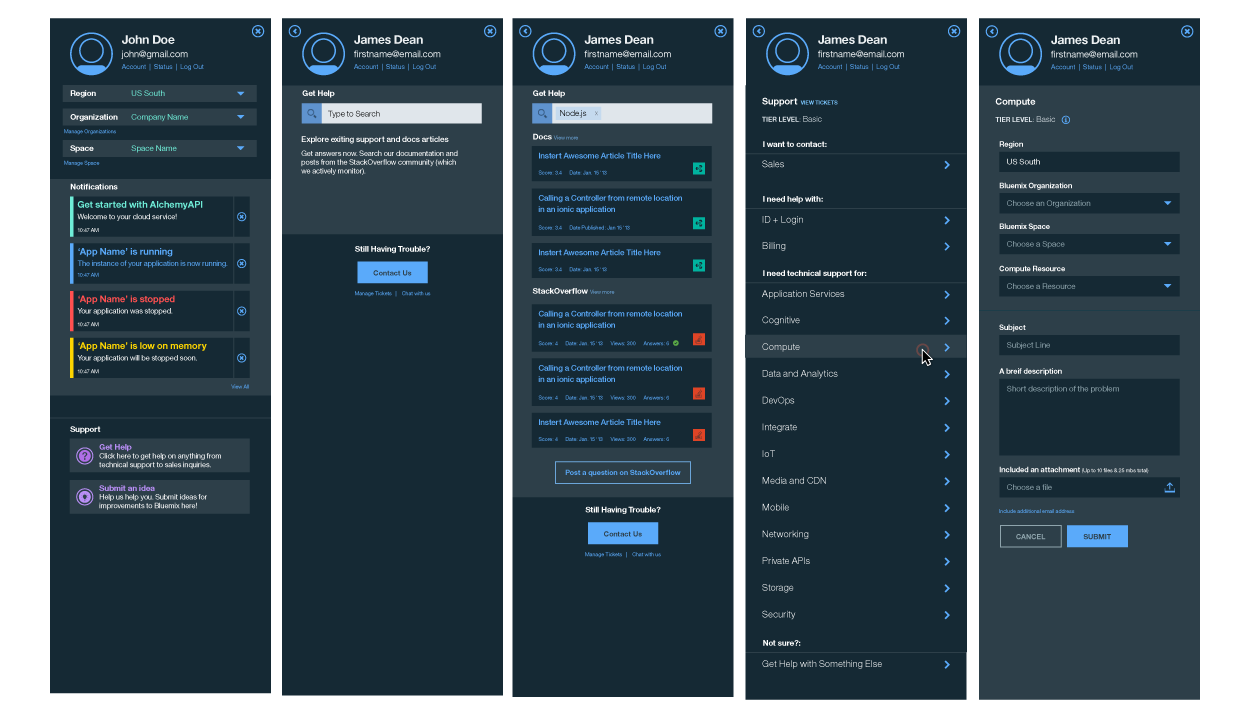 John Doe
john@gmail.com
Account | Status | Log Out
Region US South
Organization Company Name
Manage Organizations
Space Space Name
Manage Space
Notifications
Get started with AlchemyAPI
Welcome to your cloud service!
10:47 AM
'App Name' is running
The instance of your application is now running.
10:47 AM
'App Name' is stopped
Your application was stopped.
10:47 AM
'App Name' is low on memory
Your application will be stopped soon.
10:47 AM
View All
Support
Get Help
Click here to get help on anything from
technical support to sales inquiries.
Submit an idea
Help us help you. Submit ideas for
improvements to Bluemix here!
James Dean
firstname@email.com
Account | Status | Log Out
Get Help
Type to Search
Explore exiting support and docs articles
Get answers now. Search our documentation and
posts from the StackOverflow community (which
we actively monitor).
Still Having Trouble?
Contact Us
Manage Tickets | Chat with us
James Dean
firstname@email.com
Account | Status | Log Out
Get Help
Node.js x
Docs View more
Instert Awesome Article Title Here
Score: 3.4 Date: Jan. 15 '13
Calling a Controller from remote location
in an ionic application
Score: 3.4 Date Published: Jan 15 '13
Instert Awesome Article Title Here
Score: 3.4 Date: Jan. 15 '13
StackOverflow View more
Calling a Controller from remote location
in an ionic application
Score: 4 Date: Jan. 15 '13 Views: 300 Answers: 6
Calling a Controller from remote location
in an ionic application
Score: 4 Date: Jan. 15 '13 Views: 300 Answers: 6
Instert Awesome Article Title Here
Score: 4 Date: Jan. 15 '13 Views: 300 Answers: 6
Post a question on StackOverflow
Still Having Trouble?
Contact Us
Manage Tickets | Chat with us
James Dean
firstname@email.com
Account | Status | Log Out
Support VIEW TICKETS
TIER LEVEL: Basic
I want to contact:
Sales
I need help with:
ID + Login
Billing
I need technical support for:
Application Services
Cognitive
Compute
Data and Analytics
DevOps
Integrate
IoT
Media and CDN
Mobile
Networking
Private APIs
Storage
Security
Not sure?:
Get Help with Something Else
James Dean
firstname@email.com
Account | Status | Log Out
Compute
TIER LEVEL: Basic
Region
US South
Bluemix Organization
Choose an Organization
Bluemix Space
Choose a Space
Compute Resource
Choose a Resource
Subject
Subject Line
A breif description
Short description of the problem
Included an attachment (Up to 10 files & 25 mbs total)
Choose a file
Include additional email address
CANCEL SUBMIT